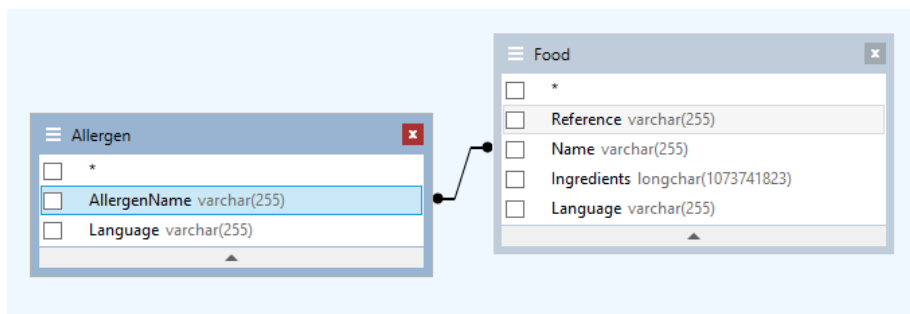 Allergen
*
AllergenName varchar(255)
Language varchar(255)
Food
*
Reference varchar(255)
Name varchar(255)
Ingredients longchar(1073741823)
Language varchar(255)